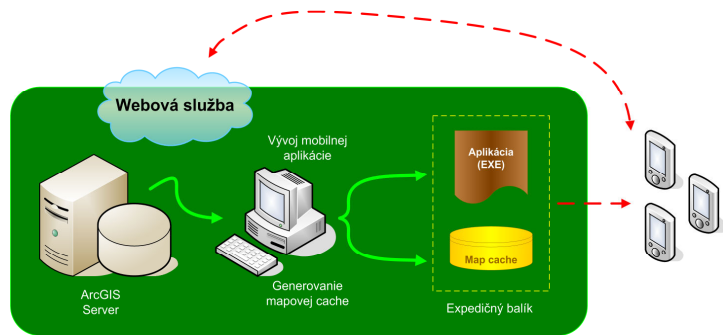 Webová služba
Vývoj mobilnej
aplikácie
Aplikácia
(EXE)
Map cache
ArcGIS
Server
Generovanie
mapovej cache
Expedičný balík